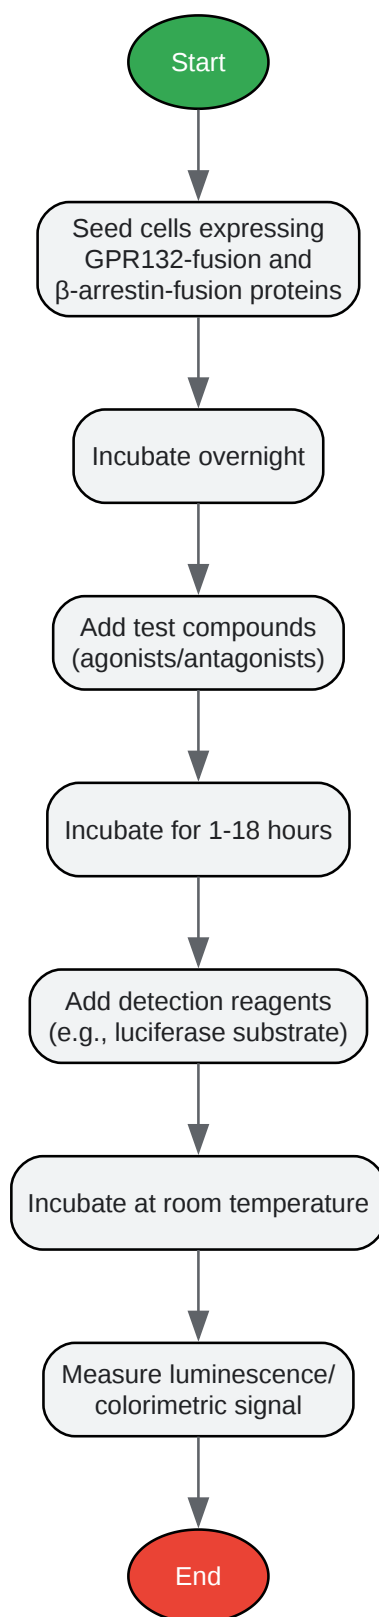 Start
Seed cells expressing
GPR132-fusion and
β-arrestin-fusion proteins
Incubate overnight
Add test compounds
(agonists/antagonists)
Incubate for 1-18 hours
Add detection reagents
(e.g., luciferase substrate)
Incubate at room temperature
Measure luminescence/
colorimetric signal
End